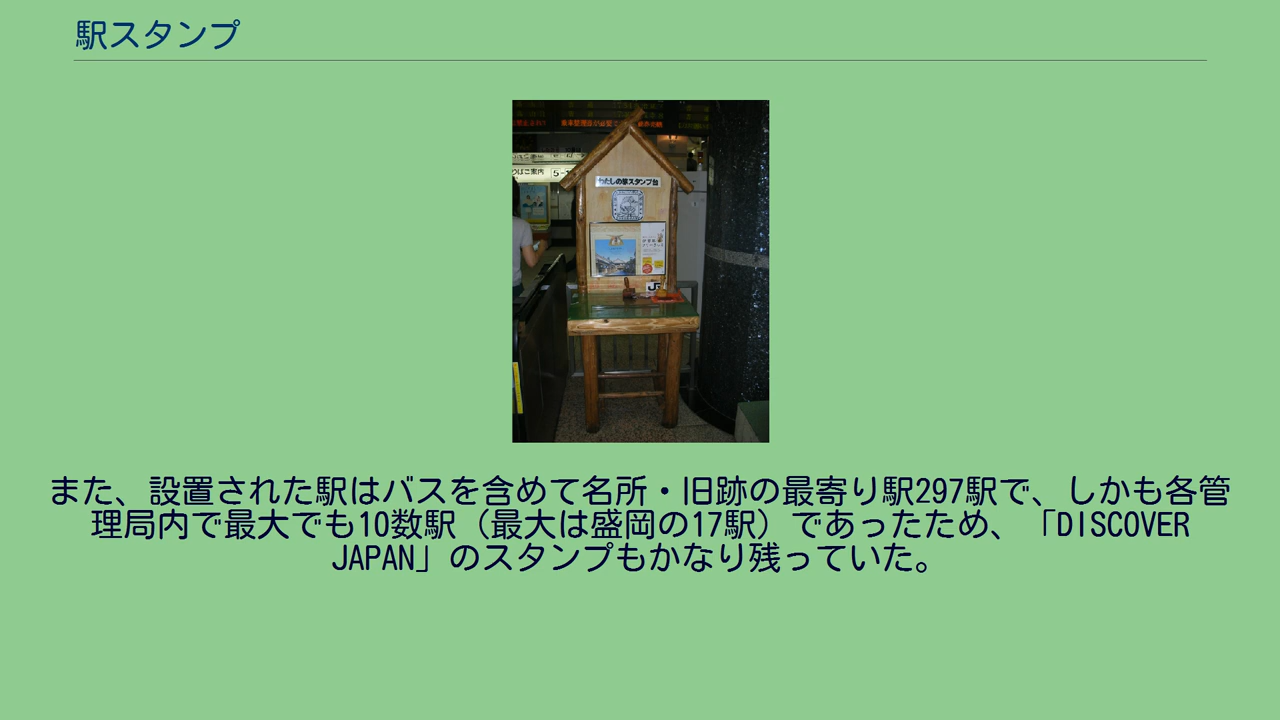 駅スタンプ
わたしの旅スタンプ台
JR
また、設置された駅はバスを含めて名所・旧跡の最寄り駅297駅で、しかも各管
理局内で最大でも10数駅（最大は盛岡の17駅）であったため、「DISCOVER
JAPAN」のスタンプもかなり残っていた。